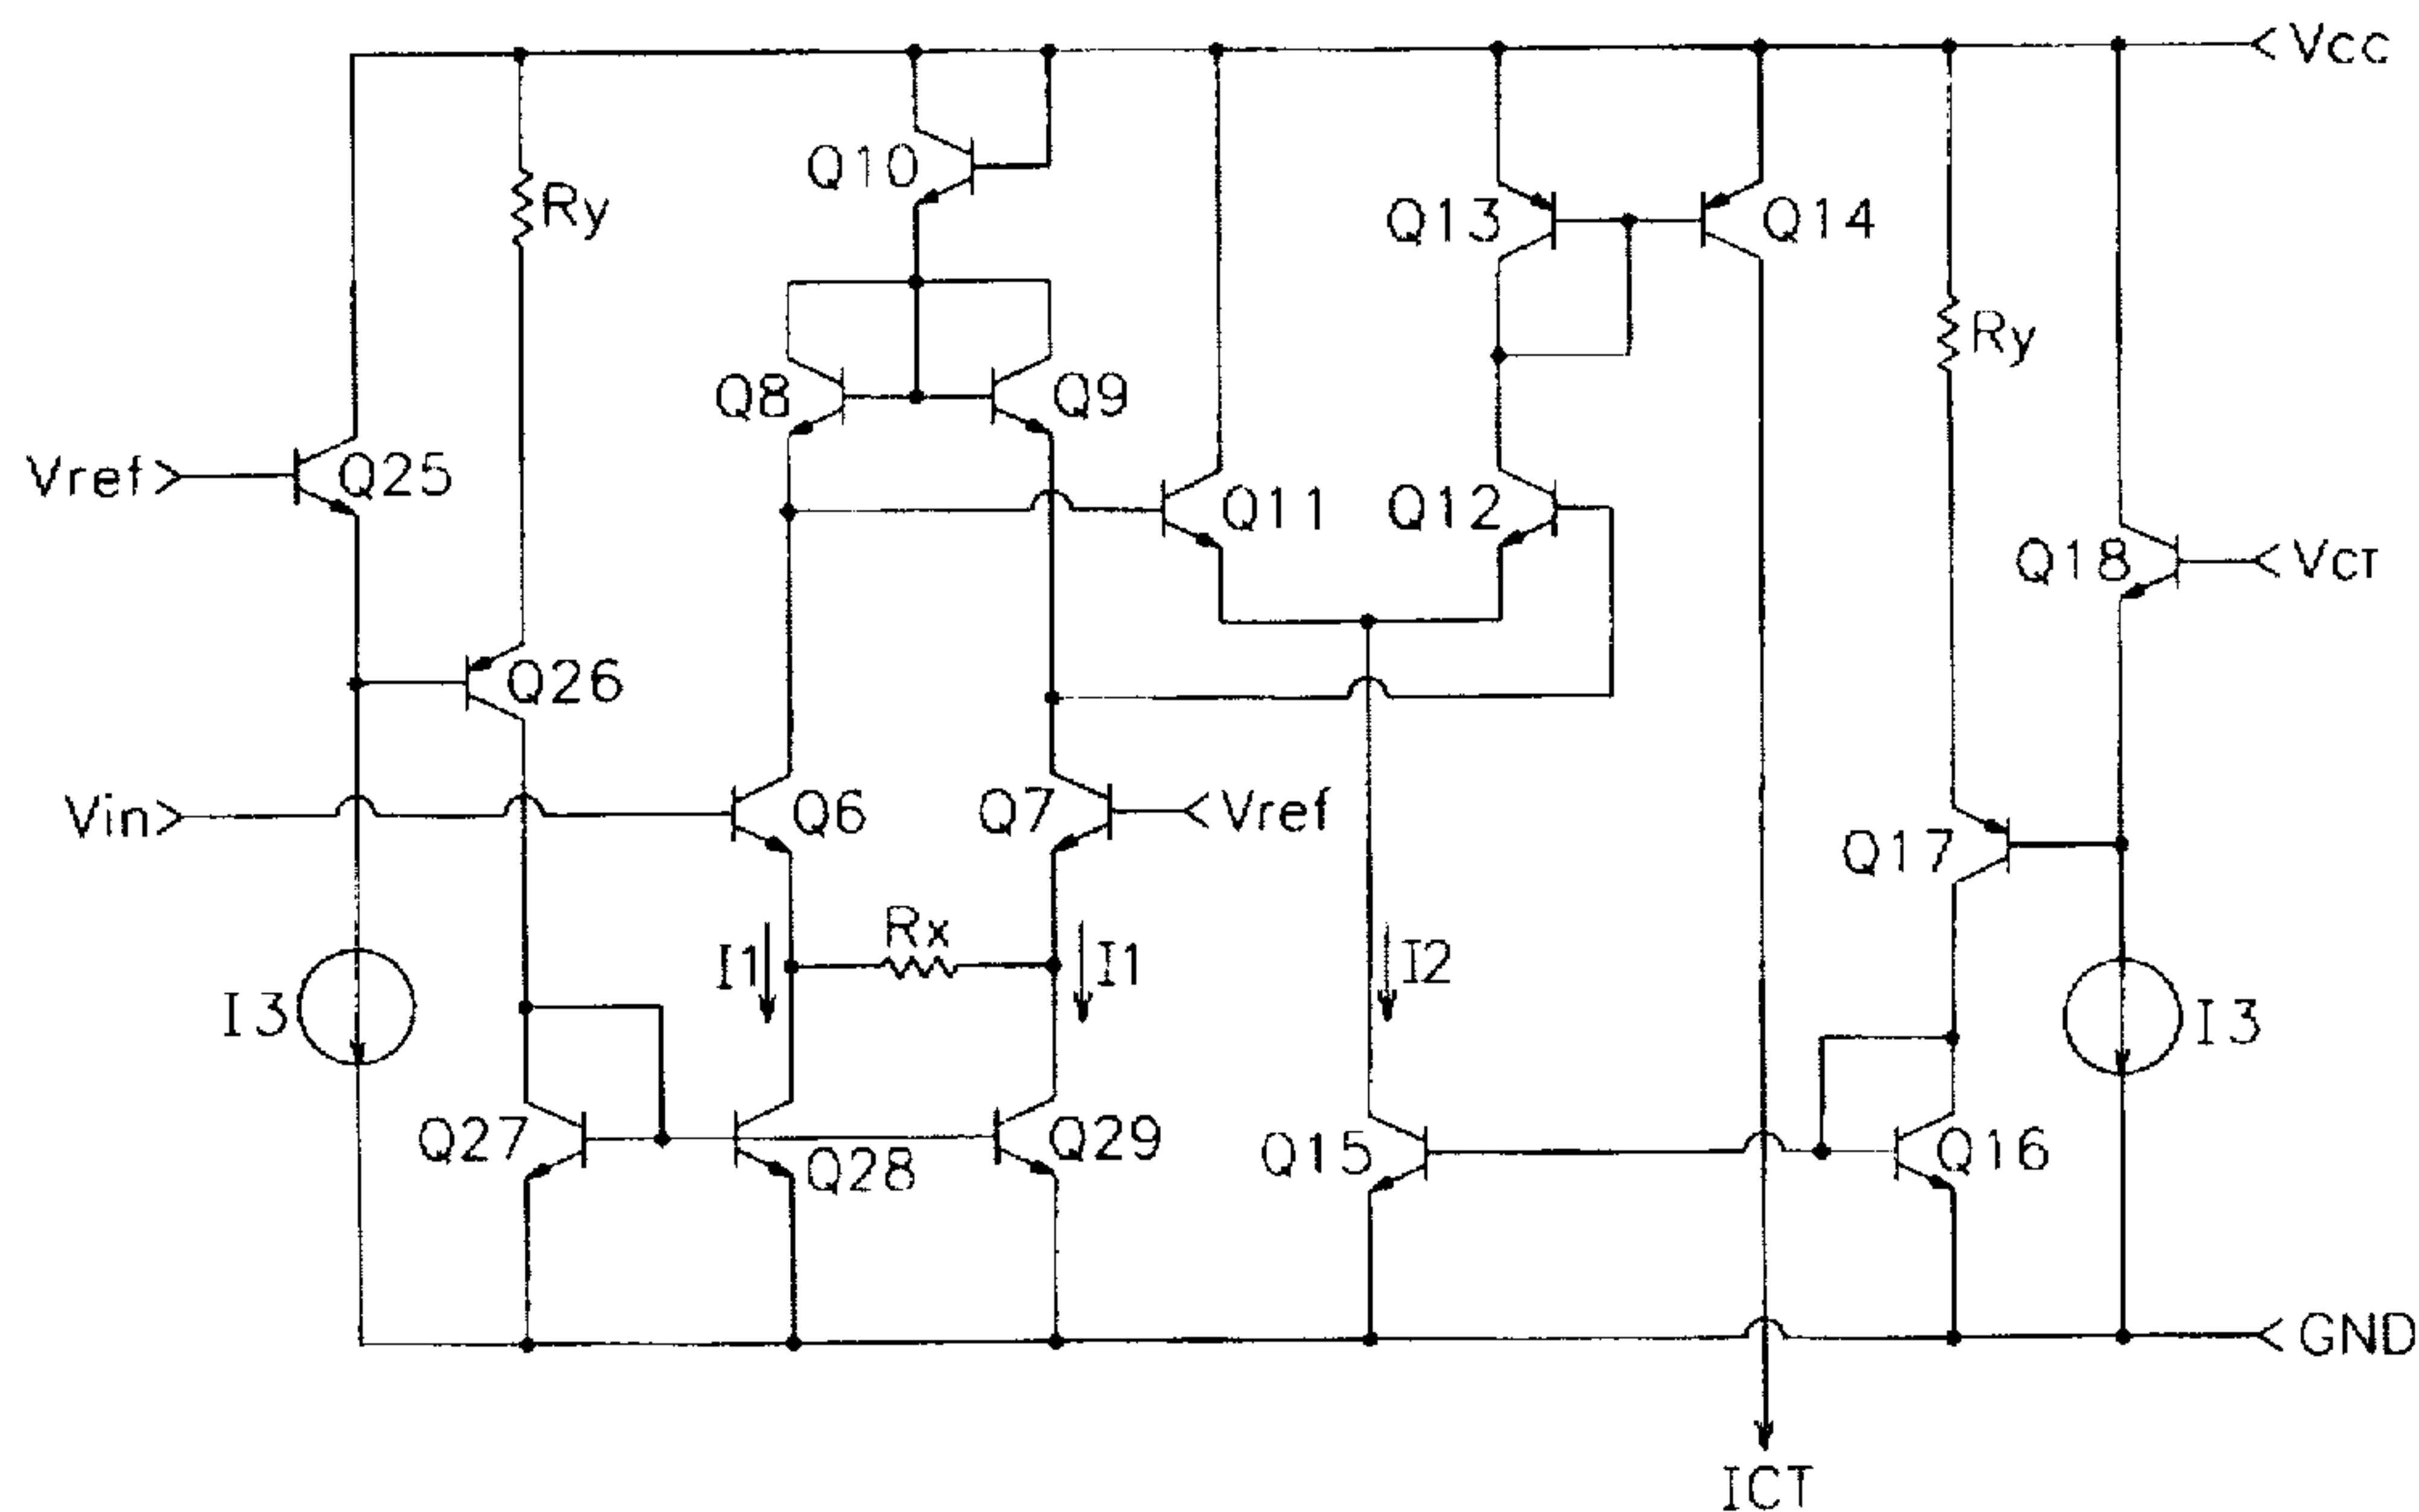 Vcc
Q10
Ry
Q13
Q14
Ry
Q8
Q9
Vref
Q25
Q11
Q12
Q18
VCT
Q26
Vin
Q6
Q7
Vref
Q17
Rx
I1
I1
I2
I3
I3
Q27
Q28
Q29
Q15
Q16
GND
ICT